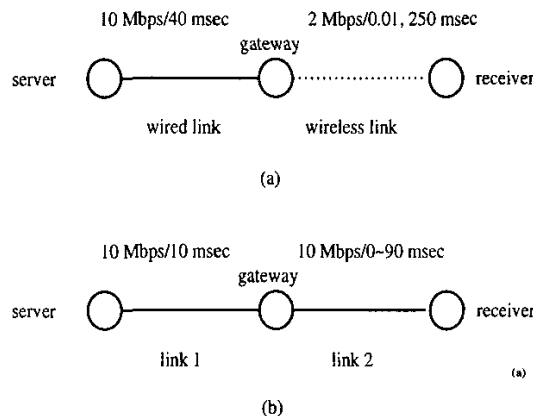 10 Mbps/40 msec 2 Mbps/0.01, 250 msec
gateway
server receiver
wired link wireless link
(a)
10 Mbps/10 msec 10 Mbps/0~90 msec
gateway
server receiver
link 1 link 2
(a)
(b)